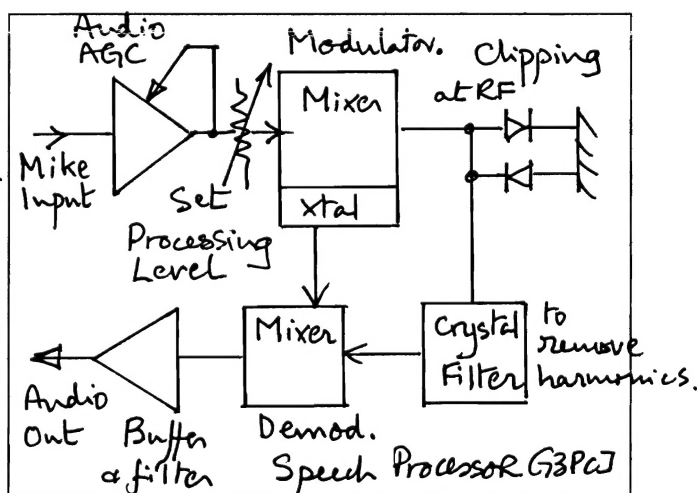 Audio
AGC
Mike
Input
Set
Processing
Level
Modulator.
Mixer
xtal
Clipping
at RF
Crystal
Filter
to
remove
harmonics.
Mixer
Demod.
Buffer
& filter
Audio
Out
Speech Processor G3PCJ